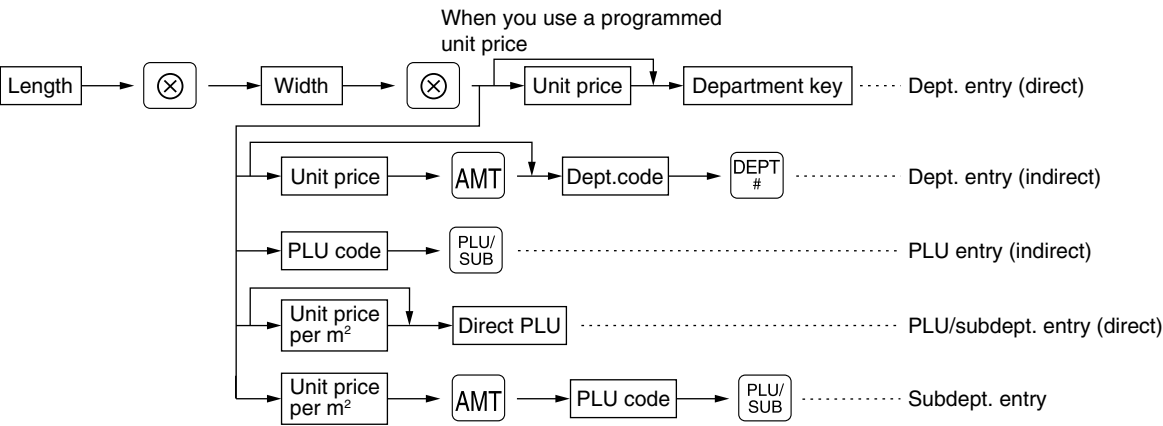 When you use a programmed
unit price
Length ⊗ Width ⊗ Unit price Department key Dept. entry (direct)
Unit price AMT Dept.code DEPT # Dept. entry (indirect)
PLU code PLU/ SUB PLU entry (indirect)
Unit price per m² Direct PLU PLU/subdept. entry (direct)
Unit price per m² AMT PLU code PLU/ SUB Subdept. entry